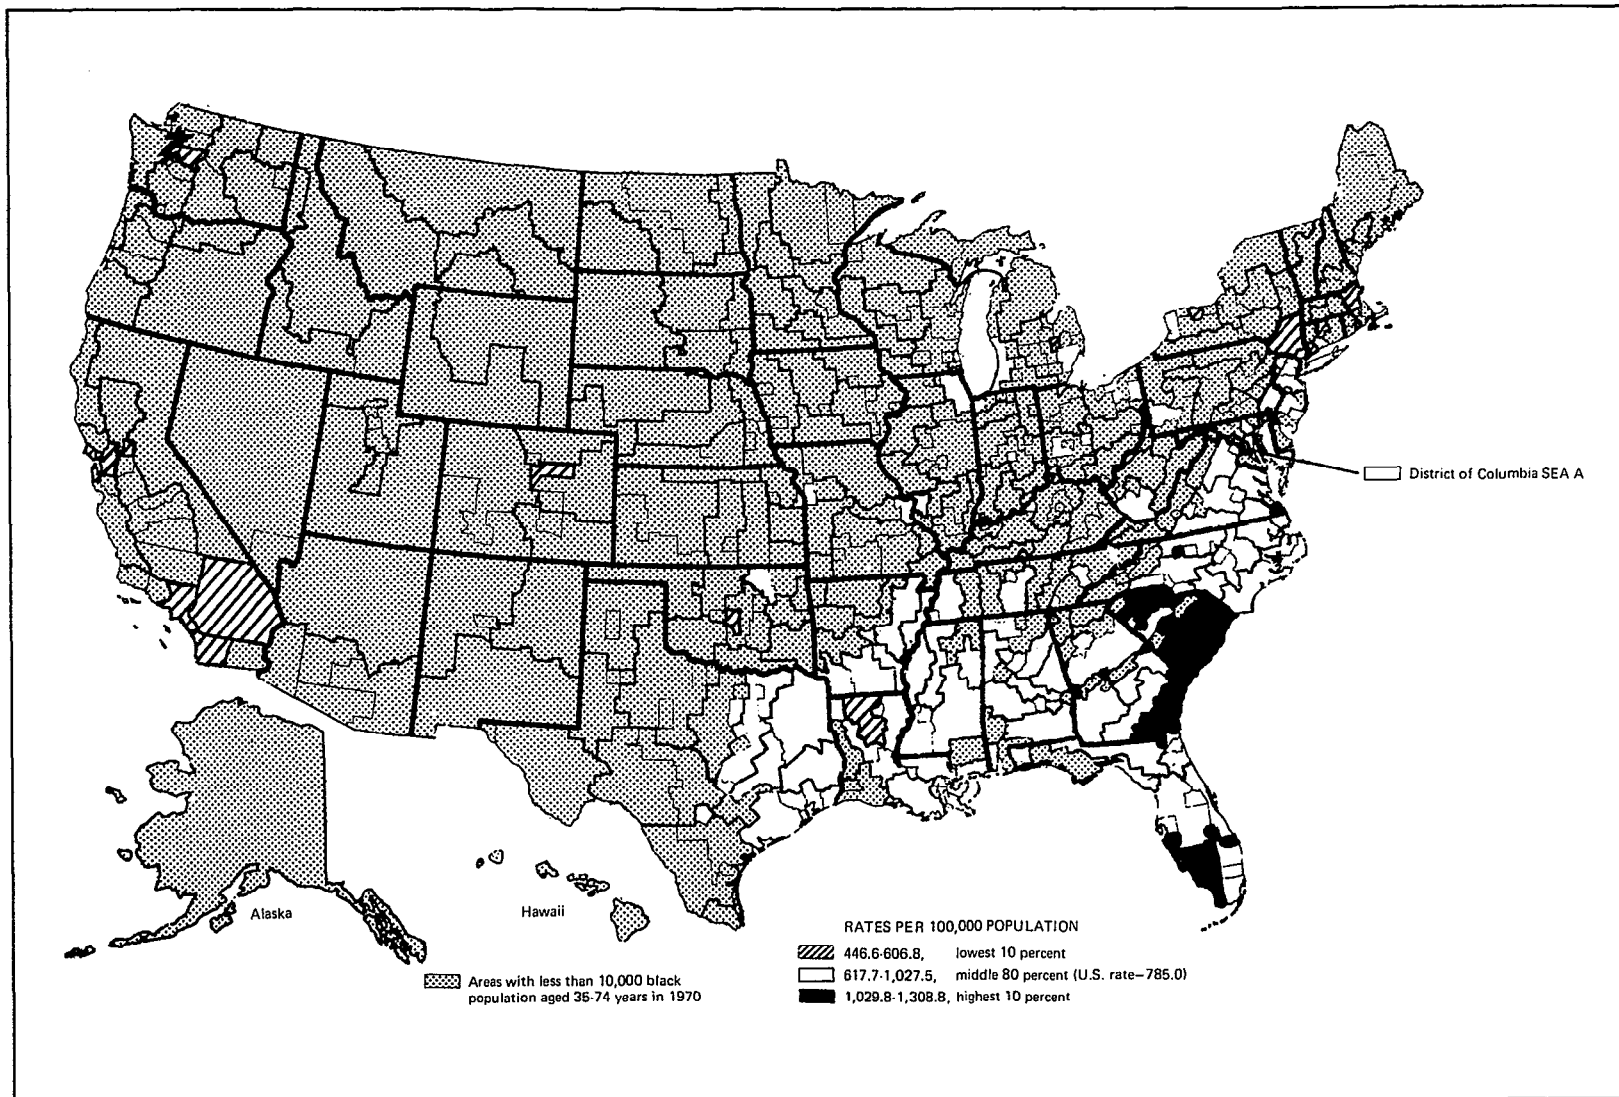 District of Columbia SEA A
Alaska
Hawaii
RATES PER 100,000 POPULATION
446.6-606.8, lowest 10 percent
617.7-1,027.5, middle 80 percent (U.S. rate—785.0)
1,029.8-1,308.8, highest 10 percent
Areas with less than 10,000 black
population aged 35-74 years in 1970